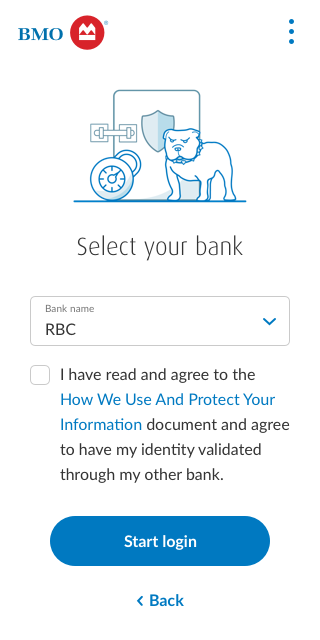 BMO
Select your bank
Bank name
RBC
I have read and agree to the
How We Use And Protect Your
Information document and agree
to have my identity validated
through my other bank.
Start login
Back